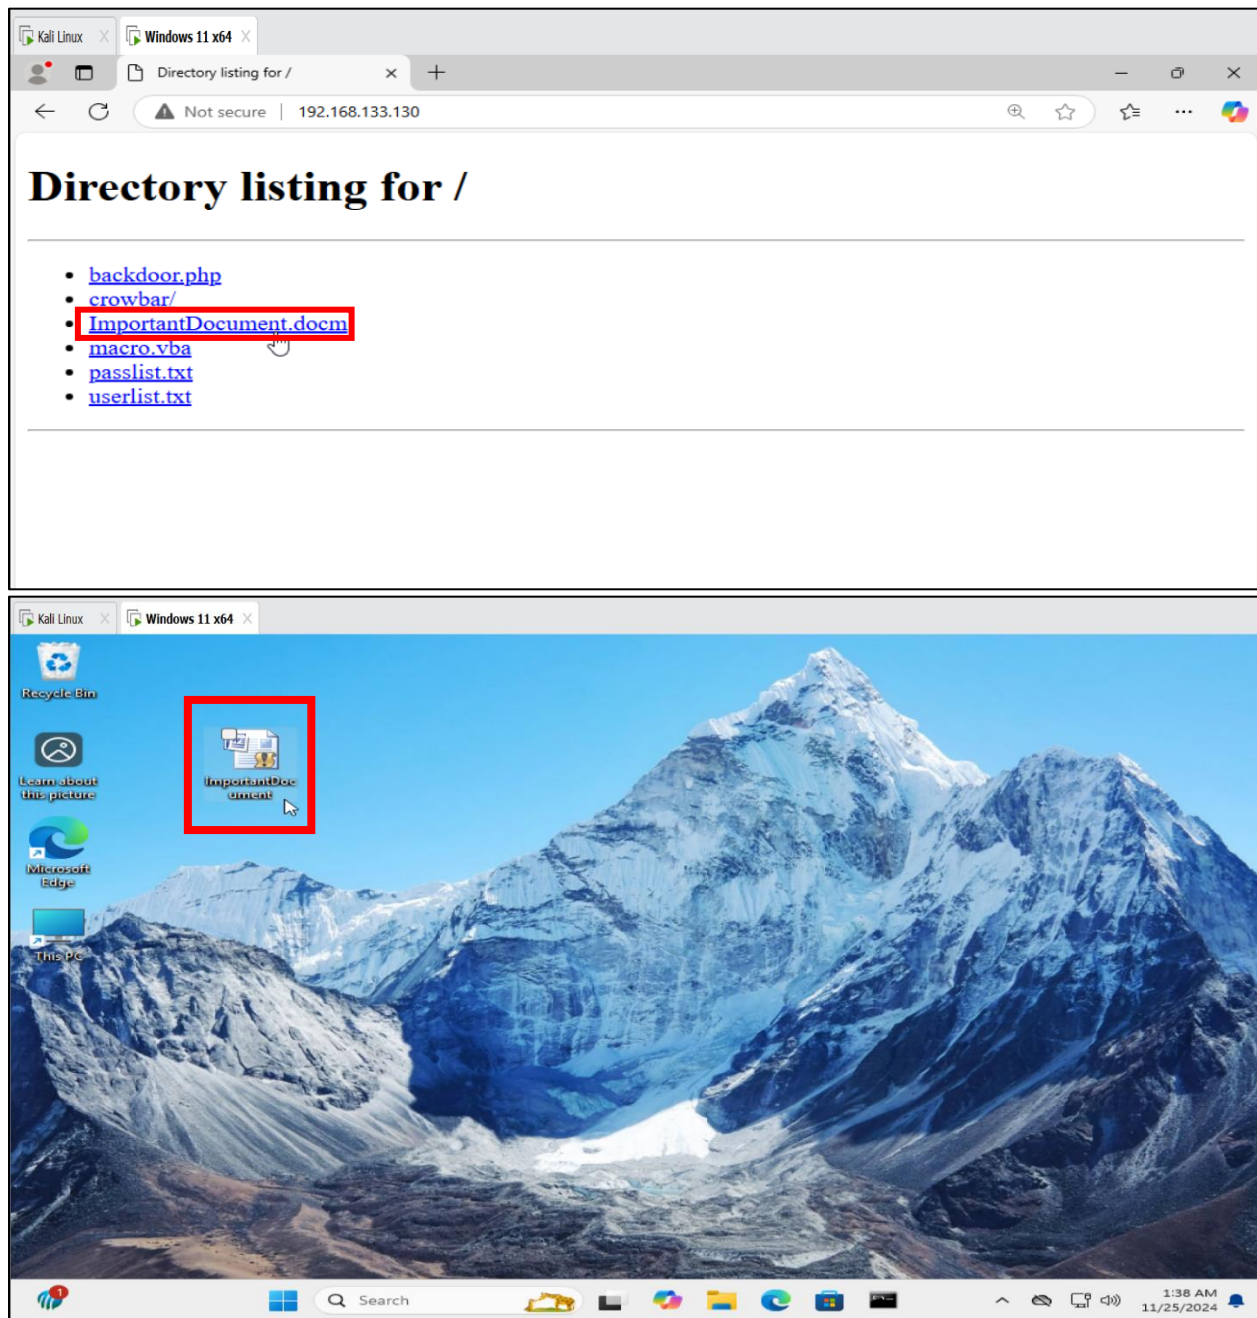 Kali Linux
Windows 11 x64
Directory listing for /
Not secure | 192.168.133.130
Directory listing for /
backdoor.php
crowbar/
ImportantDocument.docm
macro.vba
passlist.txt
userlist.txt
Kali Linux
Windows 11 x64
Recycle Bin
Learn about
this picture
ImportantDoc
ument
Microsoft
Edge
This PC
1
Search
1:38 AM
11/25/2024